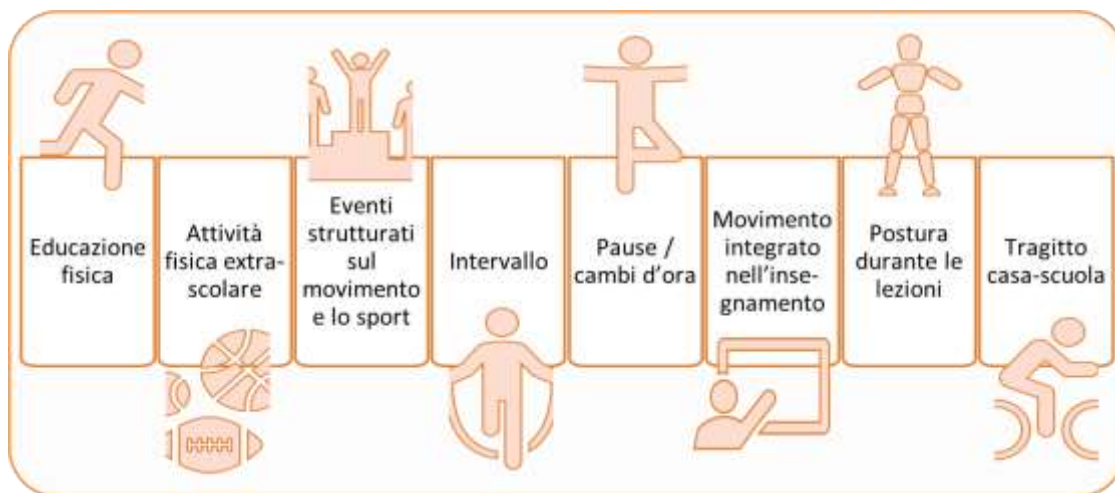 Educazione
fisica
Attività
fisica extra-
scolare
Eventi
strutturati
sul
movimento
e lo sport
Intervallo
Pause /
cambi d'ora
Movimento
integrato
nell'inse-
gnamento
Postura
durante le
lezioni
Tragitto
casa-scuola